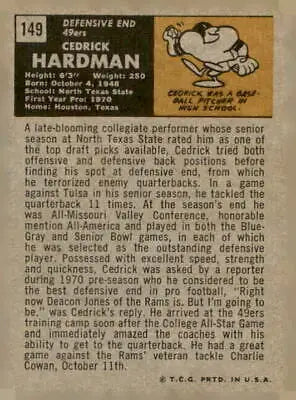 149
DEFENSIVE END
49ers
CEDRICK
HARDMAN
Height: 6'3" Weight: 250
Born: October 4, 1948
School: North Texas State
First Year Pro: 1970
Home: Houston, Texas
CEDRICK WAS A BASE-
BALL PITCHER IN
HIGH SCHOOL.
A late-blooming collegiate performer whose senior
season at North Texas State rated him as one of
the top draft picks available, Cedrick tried both
offensive and defensive back positions before
finding his spot at defensive end, from which
he terrorized enemy quarterbacks. In a game
against Tulsa in his senior season, he tackled the
quarterback 11 times. At the season's end he
was All-Missouri Valley Conference, honorable
mention All-America and played in both the Blue-
Gray and Senior Bowl games, in each of which
he was selected as the outstanding defensive
player. Possessed with excellent speed, strength
and quickness, Cedrick was asked by a reporter
during 1970 pre-season who he considered to be
the best defensive end in pro football, "Right
now Deacon Jones of the Rams is. But I'm going to
be," was Cedrick's reply. He arrived at the 49ers
training camp soon after the College All-Star Game
and immediately amazed the coaches with his
ability to get to the quarterback. He had a great
game against the Rams' veteran tackle Charlie
Cowan, October 11th.
© T.C.G. PRTD. IN U.S.A.